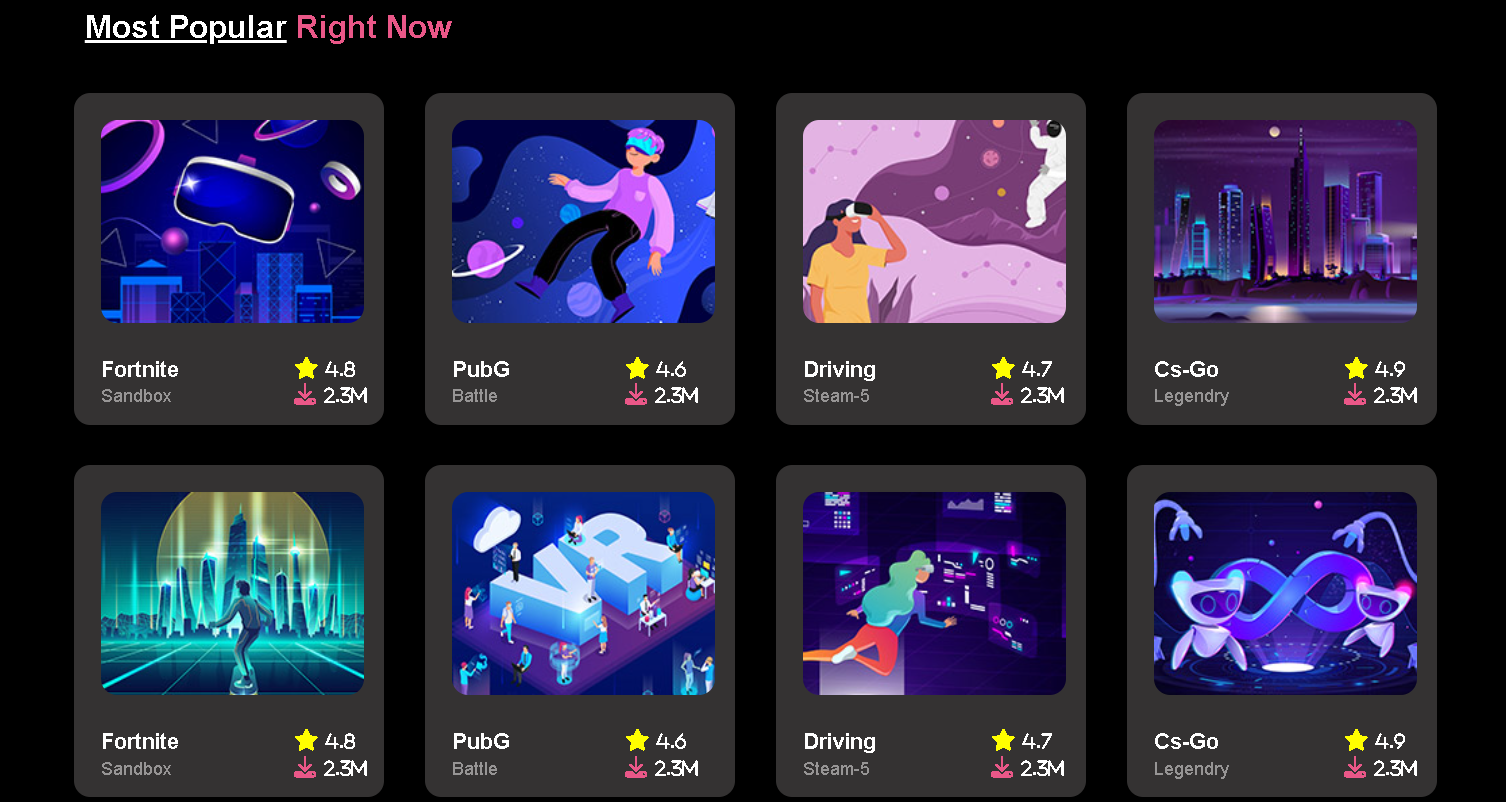 Most Popular Right Now
Fortnite 4.8
Sandbox 2.3M
PubG 4.6
Battle 2.3M
Driving 4.7
Steam-5 2.3M
Cs-Go 4.9
Legendry 2.3M
VR
Fortnite 4.8
Sandbox 2.3M
PubG 4.6
Battle 2.3M
Driving 4.7
Steam-5 2.3M
Cs-Go 4.9
Legendry 2.3M